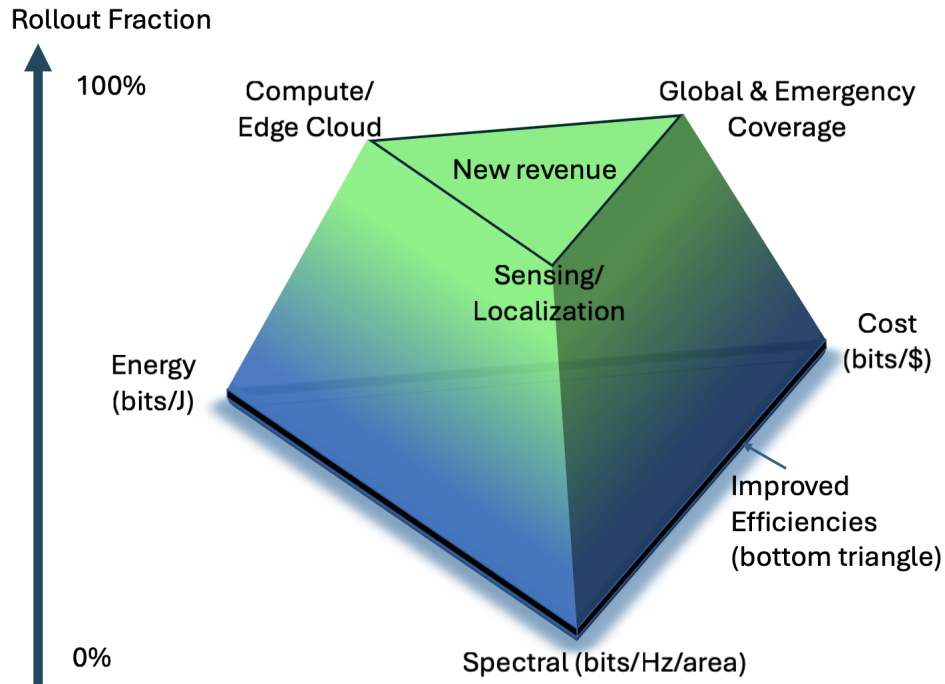 Rollout Fraction
100%
Compute/
Edge Cloud
Global & Emergency
Coverage
New revenue
Sensing/
Localization
Cost
(bits/$)
Energy
(bits/J)
Improved
Efficiencies
(bottom triangle)
0%
Spectral (bits/Hz/area)